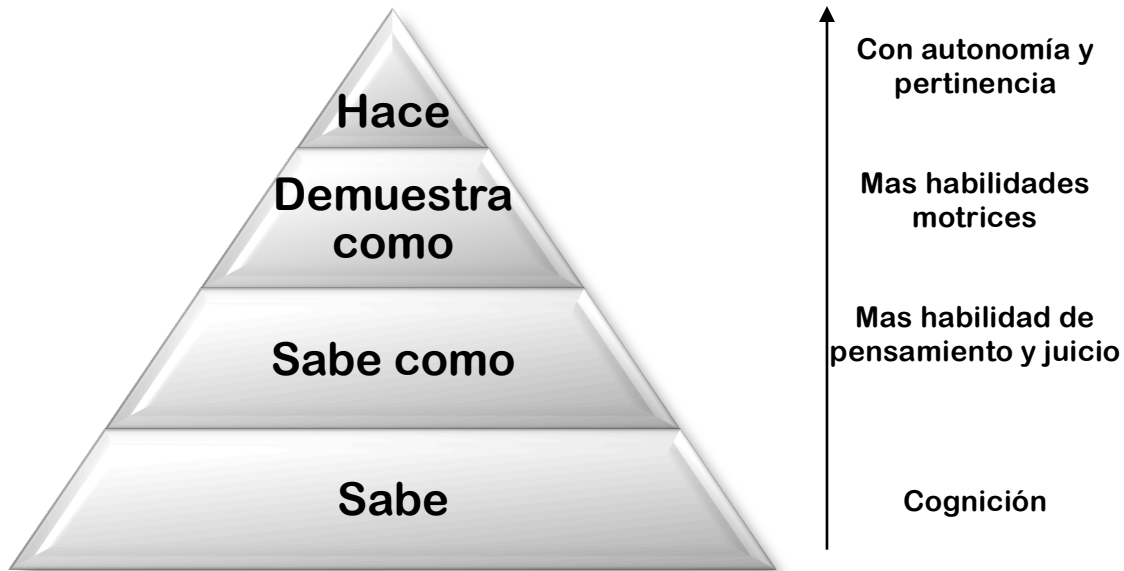 Hace
Demuestra
como
Sabe como
Sabe
Con autonomía y
pertinencia
Mas habilidades
motrices
Mas habilidad de
pensamiento y juicio
Cognición